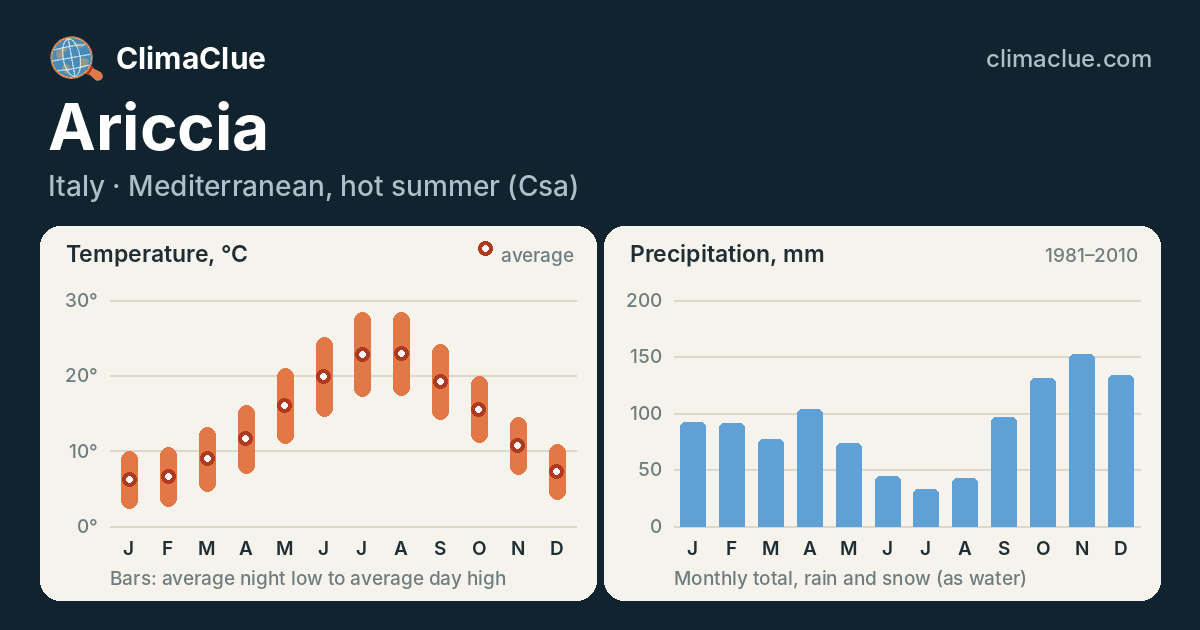 ClimaClue
climaclue.com
Ariccia
Italy · Mediterranean, hot summer (Csa)
Temperature, °C
average
30°
20°
10°
0°
J F M A M J J A S O N D
Bars: average night low to average day high
Precipitation, mm
1981–2010
200
150
100
50
0
J F M A M J J A S O N D
Monthly total, rain and snow (as water)